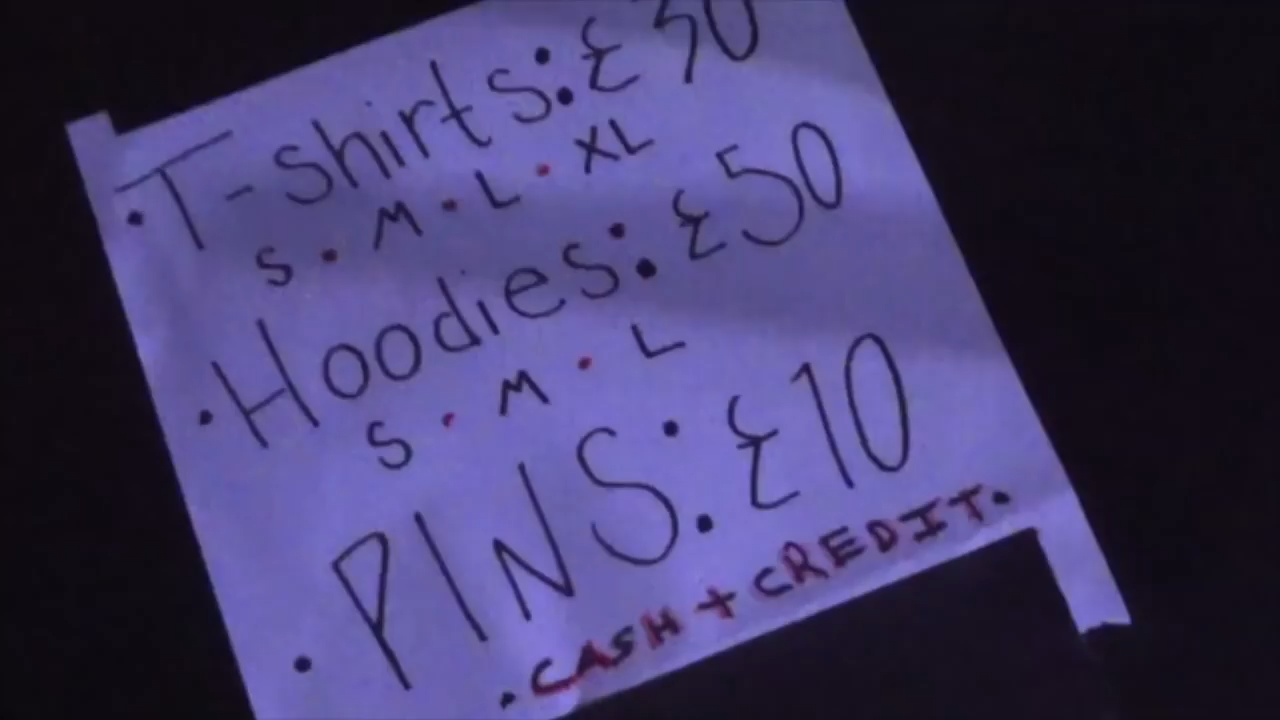 • T-shirts: £30
S • M • L • XL
• Hoodies: £50
S • M • L
• PINS: £10
• CASH + CREDIT •